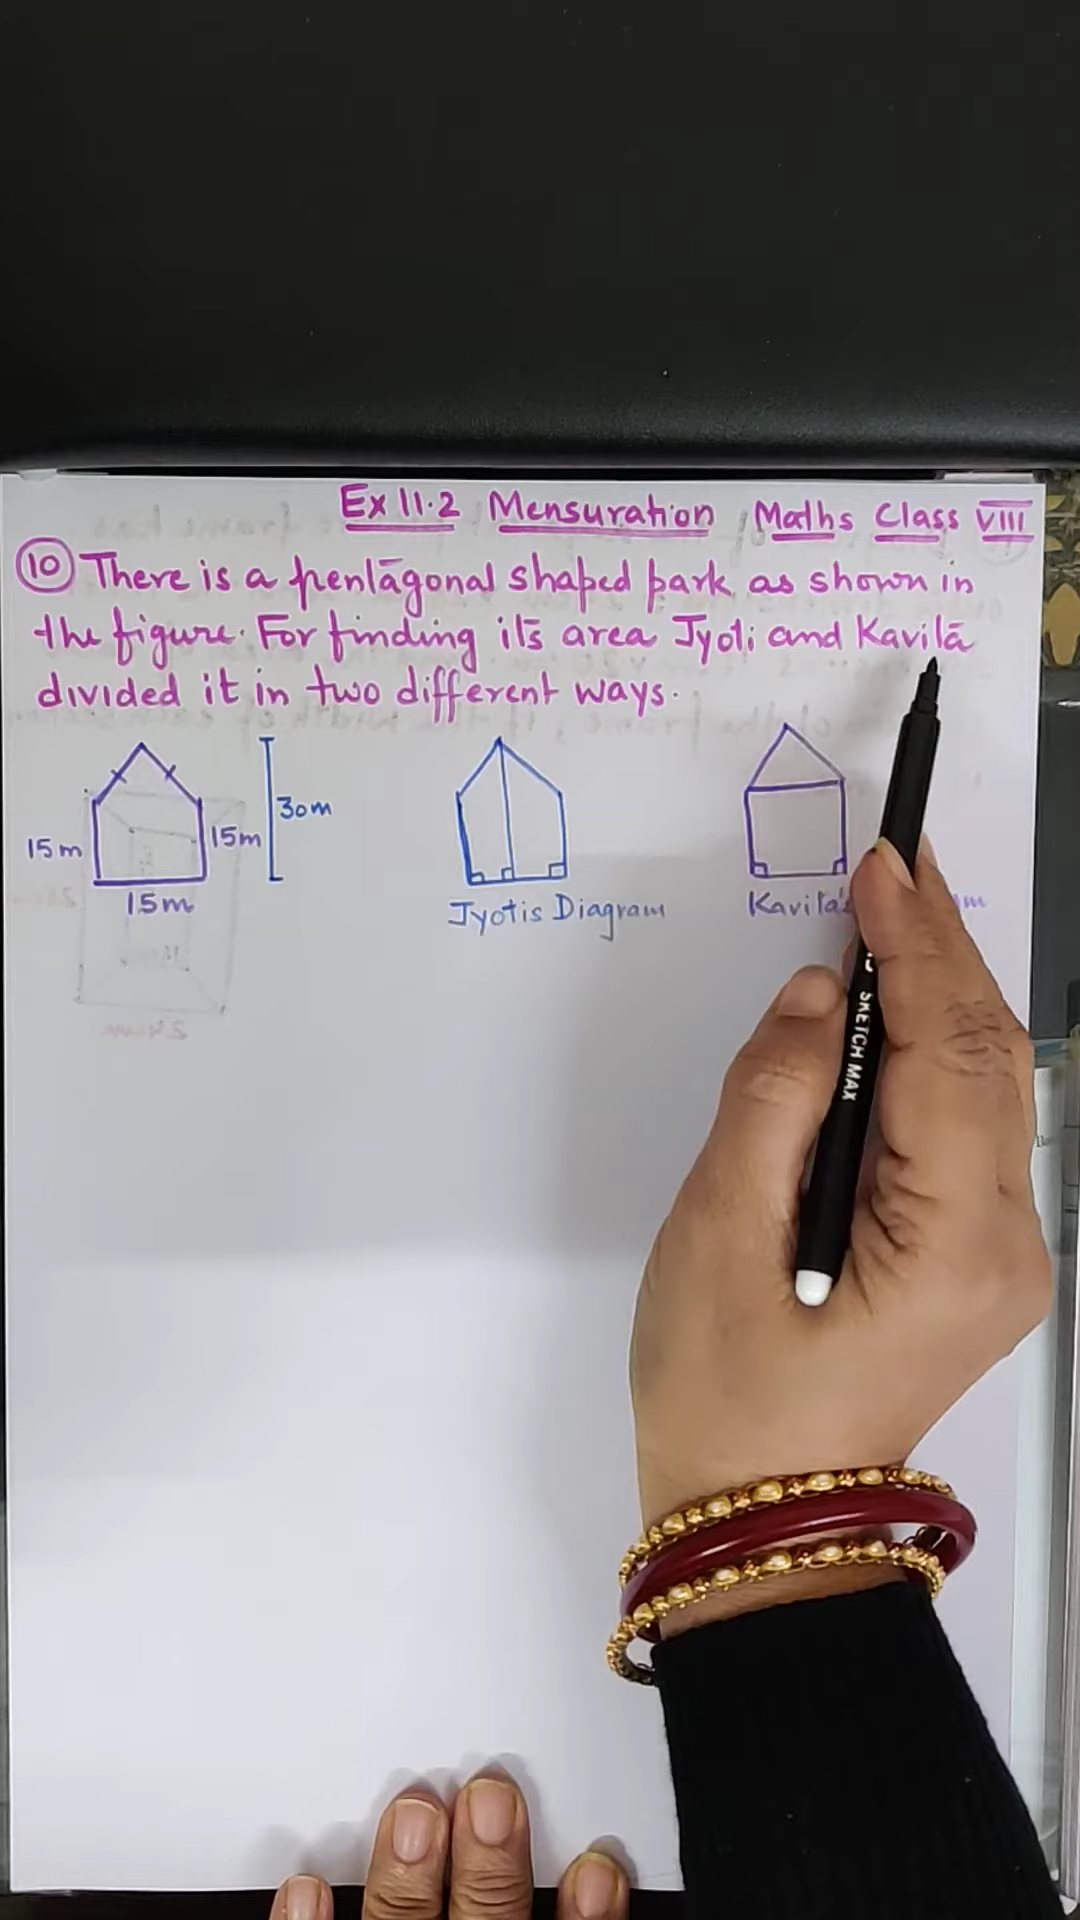 Ex 11.2 Mensuration Maths Class VIII
10 There is a pentagonal shaped park as shown in
the figure. For finding its area Jyoti and Kavita
divided it in two different ways.
30m
15m 15m
15m
Jyotis Diagram
Kavita's
SKETCH MAX